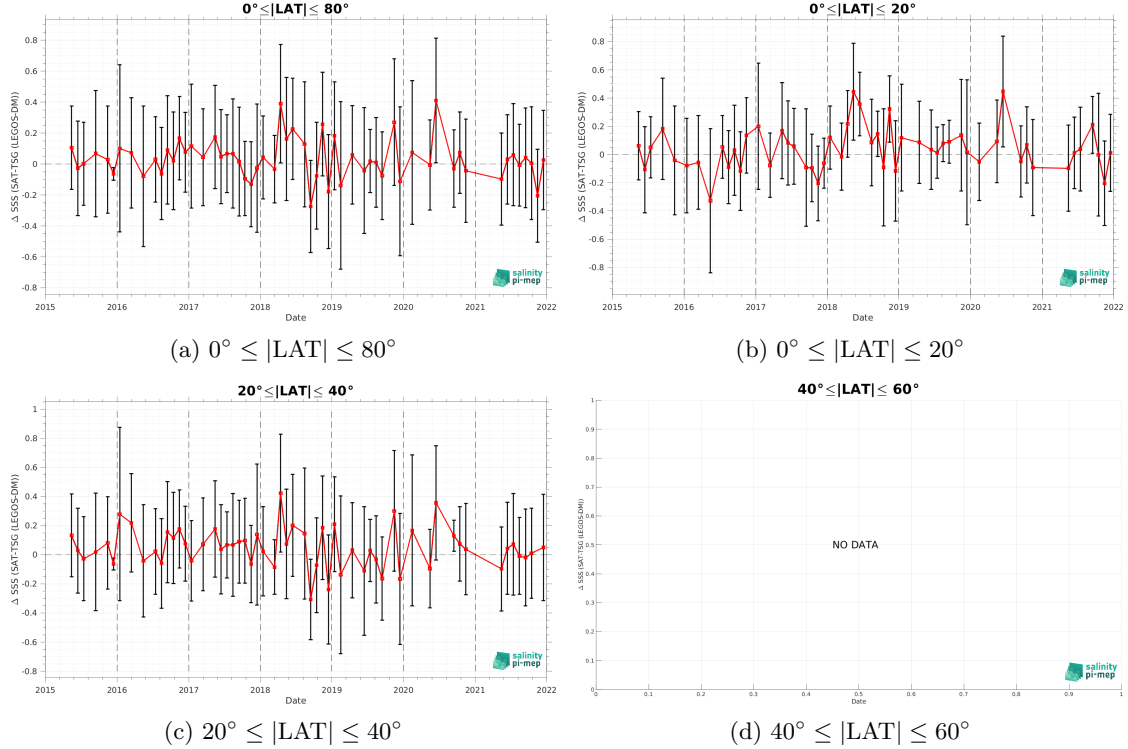 0°≤|LAT|≤ 80°
Δ SSS (SAT-TSG (LEGOS-DM))
0.8
0.6
0.4
0.2
0
-0.2
-0.4
-0.6
-0.8
2015 2016 2017 2018 2019 2020 2021 2022
Date
salinity
pi-mep
(a) 0° ≤ |LAT| ≤ 80°
0°≤|LAT|≤ 20°
Δ SSS (SAT-TSG (LEGOS-DM))
0.8
0.6
0.4
0.2
0
-0.2
-0.4
-0.6
-0.8
2015 2016 2017 2018 2019 2020 2021 2022
Date
salinity
pi-mep
(b) 0° ≤ |LAT| ≤ 20°
20°≤|LAT|≤ 40°
Δ SSS (SAT-TSG (LEGOS-DM))
1
0.8
0.6
0.4
0.2
0
-0.2
-0.4
-0.6
-0.8
2015 2016 2017 2018 2019 2020 2021 2022
Date
salinity
pi-mep
(c) 20° ≤ |LAT| ≤ 40°
40°≤|LAT|≤ 60°
Δ SSS (SAT-TSG (LEGOS-DM))
1
0.9
0.8
0.7
0.6
0.5
0.4
0.3
0.2
0.1
0
NO DATA
0 0.1 0.2 0.3 0.4 0.5 0.6 0.7 0.8 0.9 1
Date
salinity
pi-mep
(d) 40° ≤ |LAT| ≤ 60°